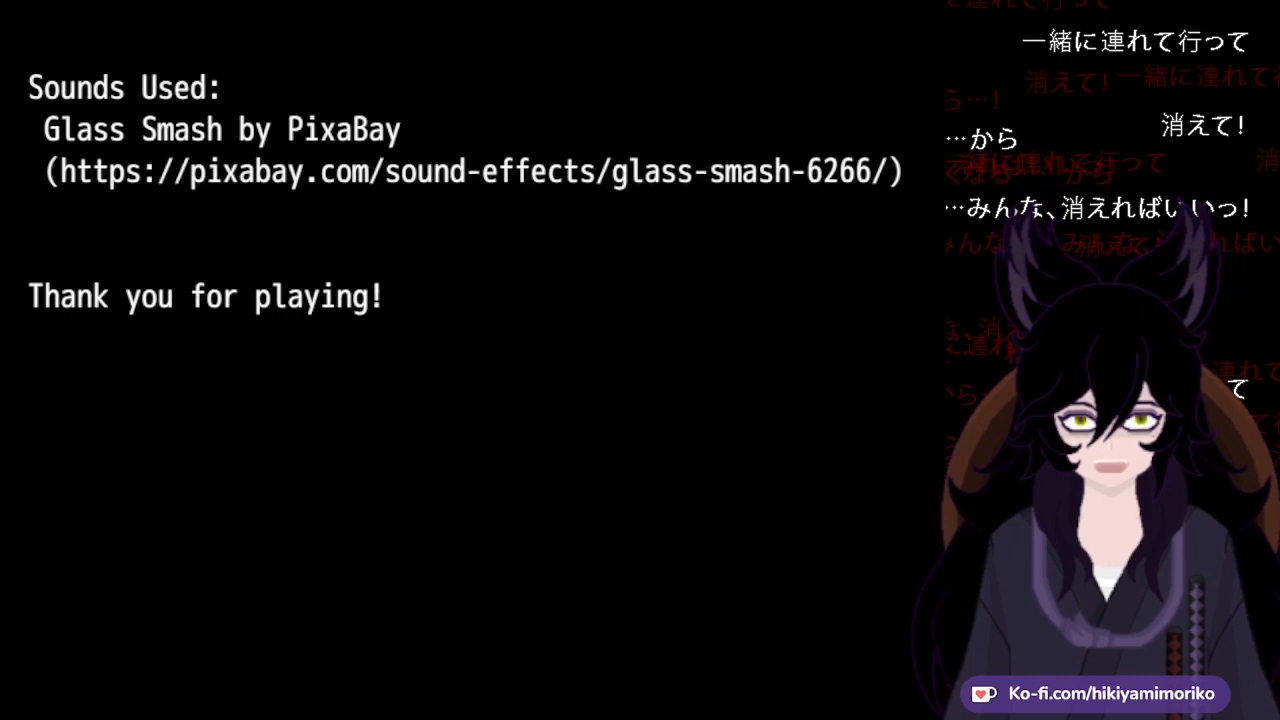 Sounds Used:
Glass Smash by PixaBay
(https://pixabay.com/sound-effects/glass-smash-6266/)
Thank you for playing!
一緒に連れて行って
消えて! 一緒に連れて
ら…!
消えて!
…から
…みんな、消えればいいっ!
て
Ko-fi.com/hikiyamimoriko